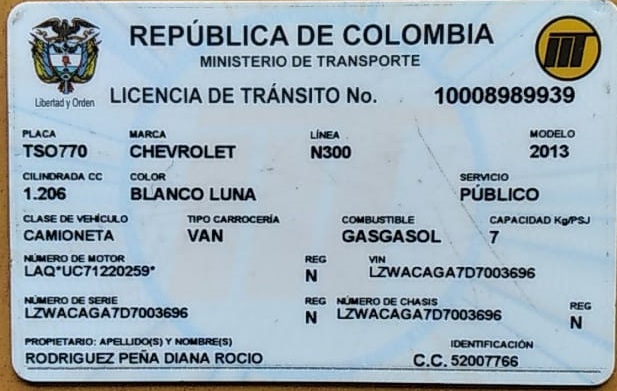 REPÚBLICA DE COLOMBIA
MINISTERIO DE TRANSPORTE
Libertad y Orden
LICENCIA DE TRÁNSITO No. 10008989939
PLACA MARCA LÍNEA MODELO
TSO770 CHEVROLET N300 2013
CILINDRADA CC COLOR SERVICIO
1.206 BLANCO LUNA PÚBLICO
CLASE DE VEHÍCULO TIPO CARROCERÍA COMBUSTIBLE CAPACIDAD Kg/PSJ
CAMIONETA VAN GASGASOL 7
NÚMERO DE MOTOR REG VIN
LAQ*UC71220259* N LZWACAGA7D7003696
NÚMERO DE SERIE REG NÚMERO DE CHASIS REG
LZWACAGA7D7003696 N LZWACAGA7D7003696 N
PROPIETARIO: APELLIDO(S) Y NOMBRE(S) IDENTIFICACIÓN
RODRIGUEZ PEÑA DIANA ROCIO C.C. 52007766